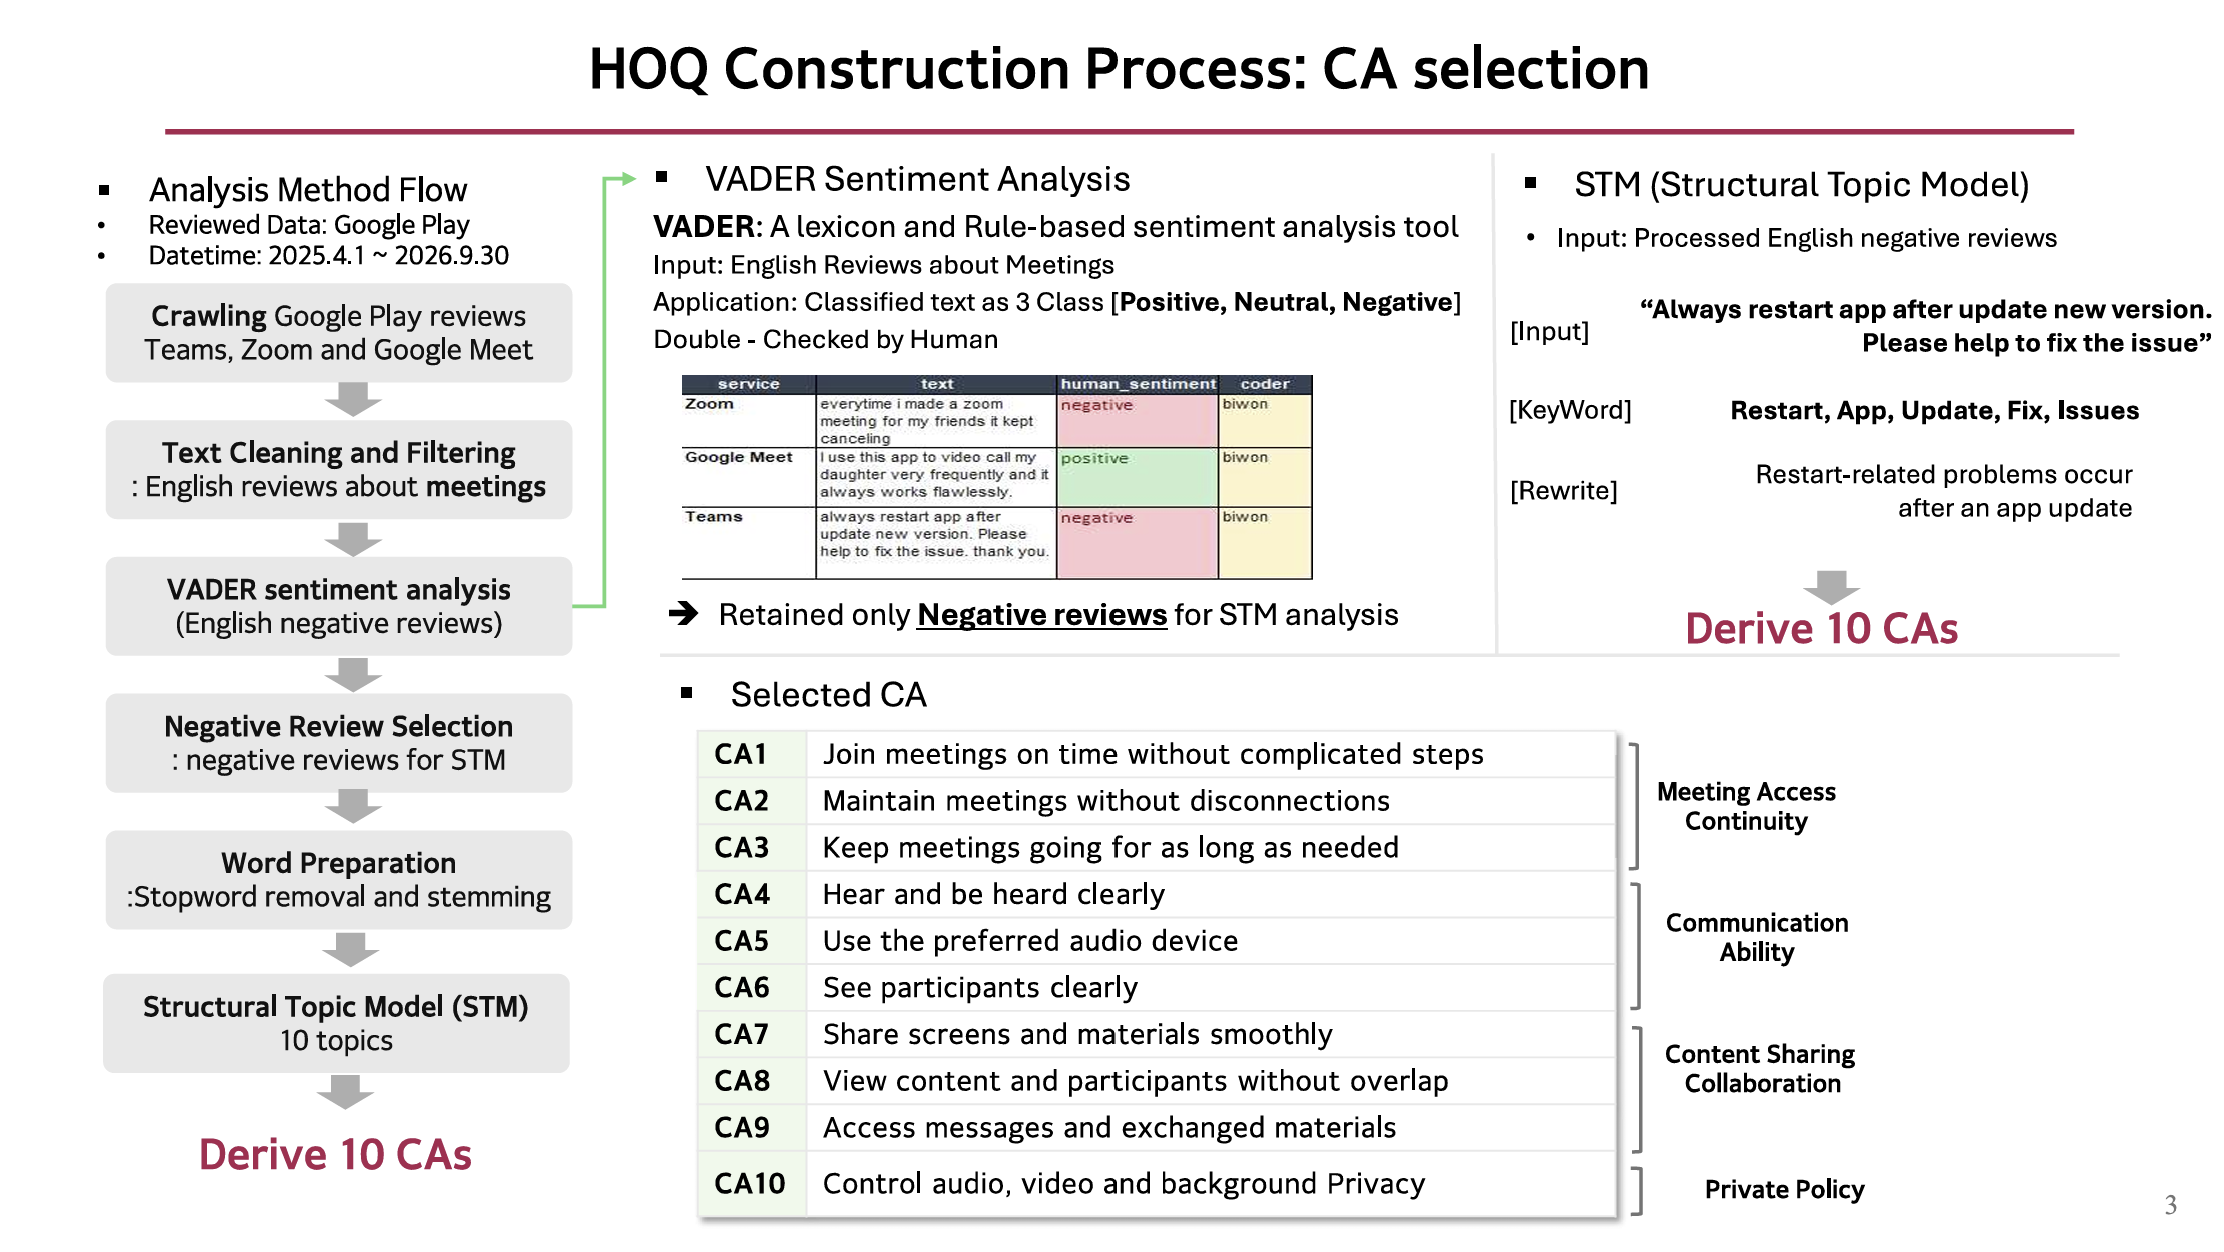 HOQ Construction Process: CA selection
▪ Analysis Method Flow
• Reviewed Data: Google Play
• Datetime: 2025.4.1 ~ 2026.9.30
Crawling Google Play reviews
Teams, Zoom and Google Meet
Text Cleaning and Filtering
: English reviews about meetings
VADER sentiment analysis
(English negative reviews)
Negative Review Selection
: negative reviews for STM
Word Preparation
:Stopword removal and stemming
Structural Topic Model (STM)
10 topics
Derive 10 CAs
▪ VADER Sentiment Analysis
VADER: A lexicon and Rule-based sentiment analysis tool
Input: English Reviews about Meetings
Application: Classified text as 3 Class [Positive, Neutral, Negative]
Double - Checked by Human
service text human_sentiment coder
Zoom everytime i made a zoom negative biwon
meeting for my friends it kept
canceling
Google Meet I use this app to video call my positive biwon
daughter very frequently and it
always works flawlessly.
Teams always restart app after negative biwon
update new version. Please
help to fix the issue. thank you.
➔ Retained only Negative reviews for STM analysis
▪ STM (Structural Topic Model)
• Input: Processed English negative reviews
[Input] “Always restart app after update new version.
Please help to fix the issue”
[KeyWord] Restart, App, Update, Fix, Issues
[Rewrite] Restart-related problems occur
after an app update
Derive 10 CAs
▪ Selected CA
CA1 Join meetings on time without complicated steps
CA2 Maintain meetings without disconnections
CA3 Keep meetings going for as long as needed
CA4 Hear and be heard clearly
CA5 Use the preferred audio device
CA6 See participants clearly
CA7 Share screens and materials smoothly
CA8 View content and participants without overlap
CA9 Access messages and exchanged materials
CA10 Control audio, video and background Privacy
Meeting Access
Continuity
Communication
Ability
Content Sharing
Collaboration
Private Policy
3